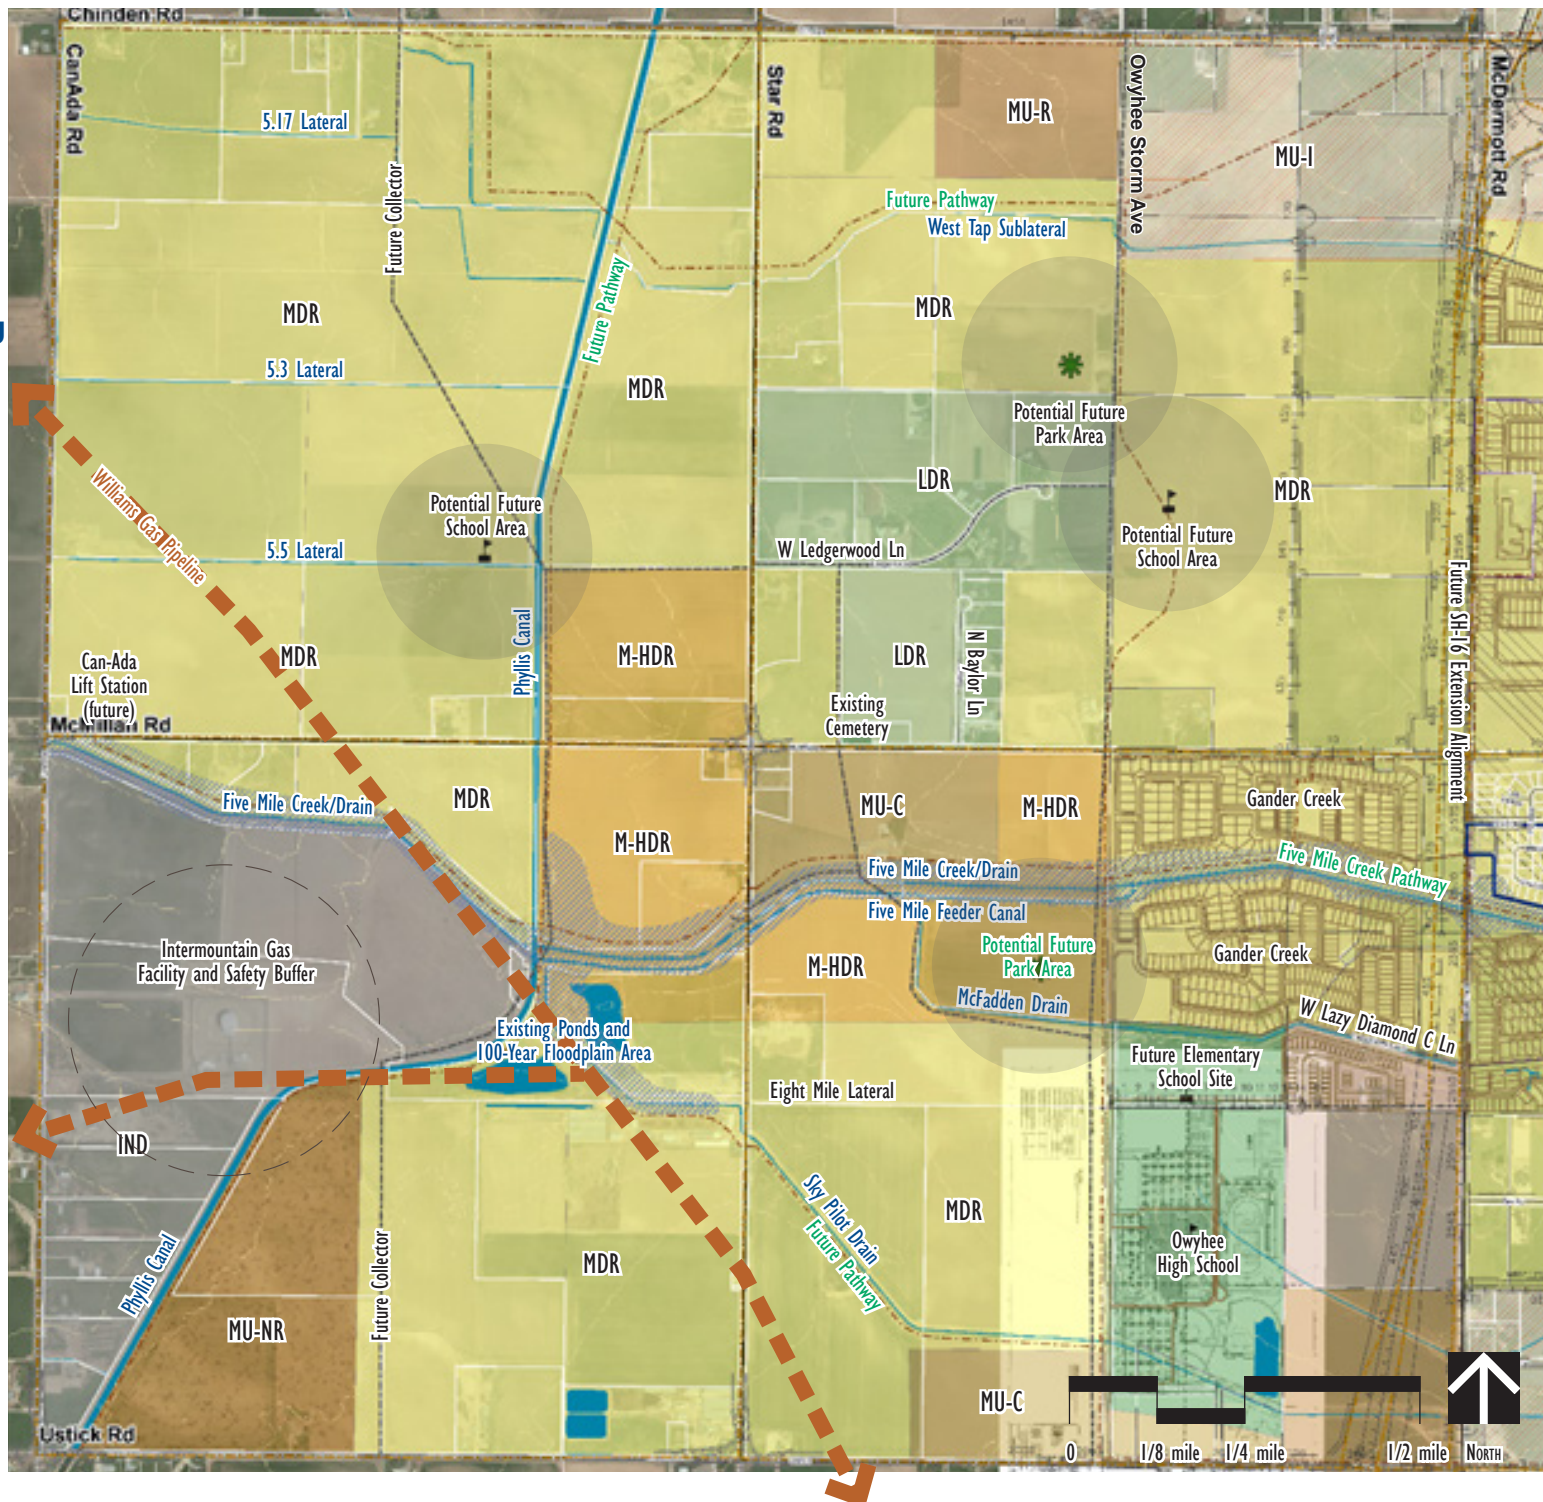 Chinden Rd
CanAda Rd
5.17 Lateral
Future Collector
Star Rd
MU-R
Owyhee Storm Ave
MU-I
McDermott Rd
Future Pathway
West Tap Sublateral
MDR
Future Pathway
MDR
5.3 Lateral
MDR
Potential Future
Park Area
LDR
MDR
Williams Gas Pipeline
Potential Future
School Area
5.5 Lateral
W Ledgerwood Ln
Potential Future
School Area
Future SH-16 Extension Alignment
Phyllis Canal
M-HDR
LDR
N Baylor Ln
MDR
Can-Ada
Lift Station
(future)
McMillan Rd
Existing
Cemetery
Five Mile Creek/Drain
MDR
M-HDR
MU-C
M-HDR
Gander Creek
Five Mile Creek/Drain
Five Mile Creek Pathway
Five Mile Feeder Canal
Intermountain Gas
Facility and Safety Buffer
M-HDR
Potential Future
Park Area
Gander Creek
McFadden Drain
W Lazy Diamond C Ln
Existing Ponds and
100-Year Floodplain Area
Future Elementary
School Site
Eight Mile Lateral
IND
Sky Pilot Drain
Future Pathway
MDR
Owyhee
High School
Phyllis Canal
Future Collector
MDR
MU-NR
MU-C
Ustick Rd
0
1/8 mile
1/4 mile
1/2 mile
North